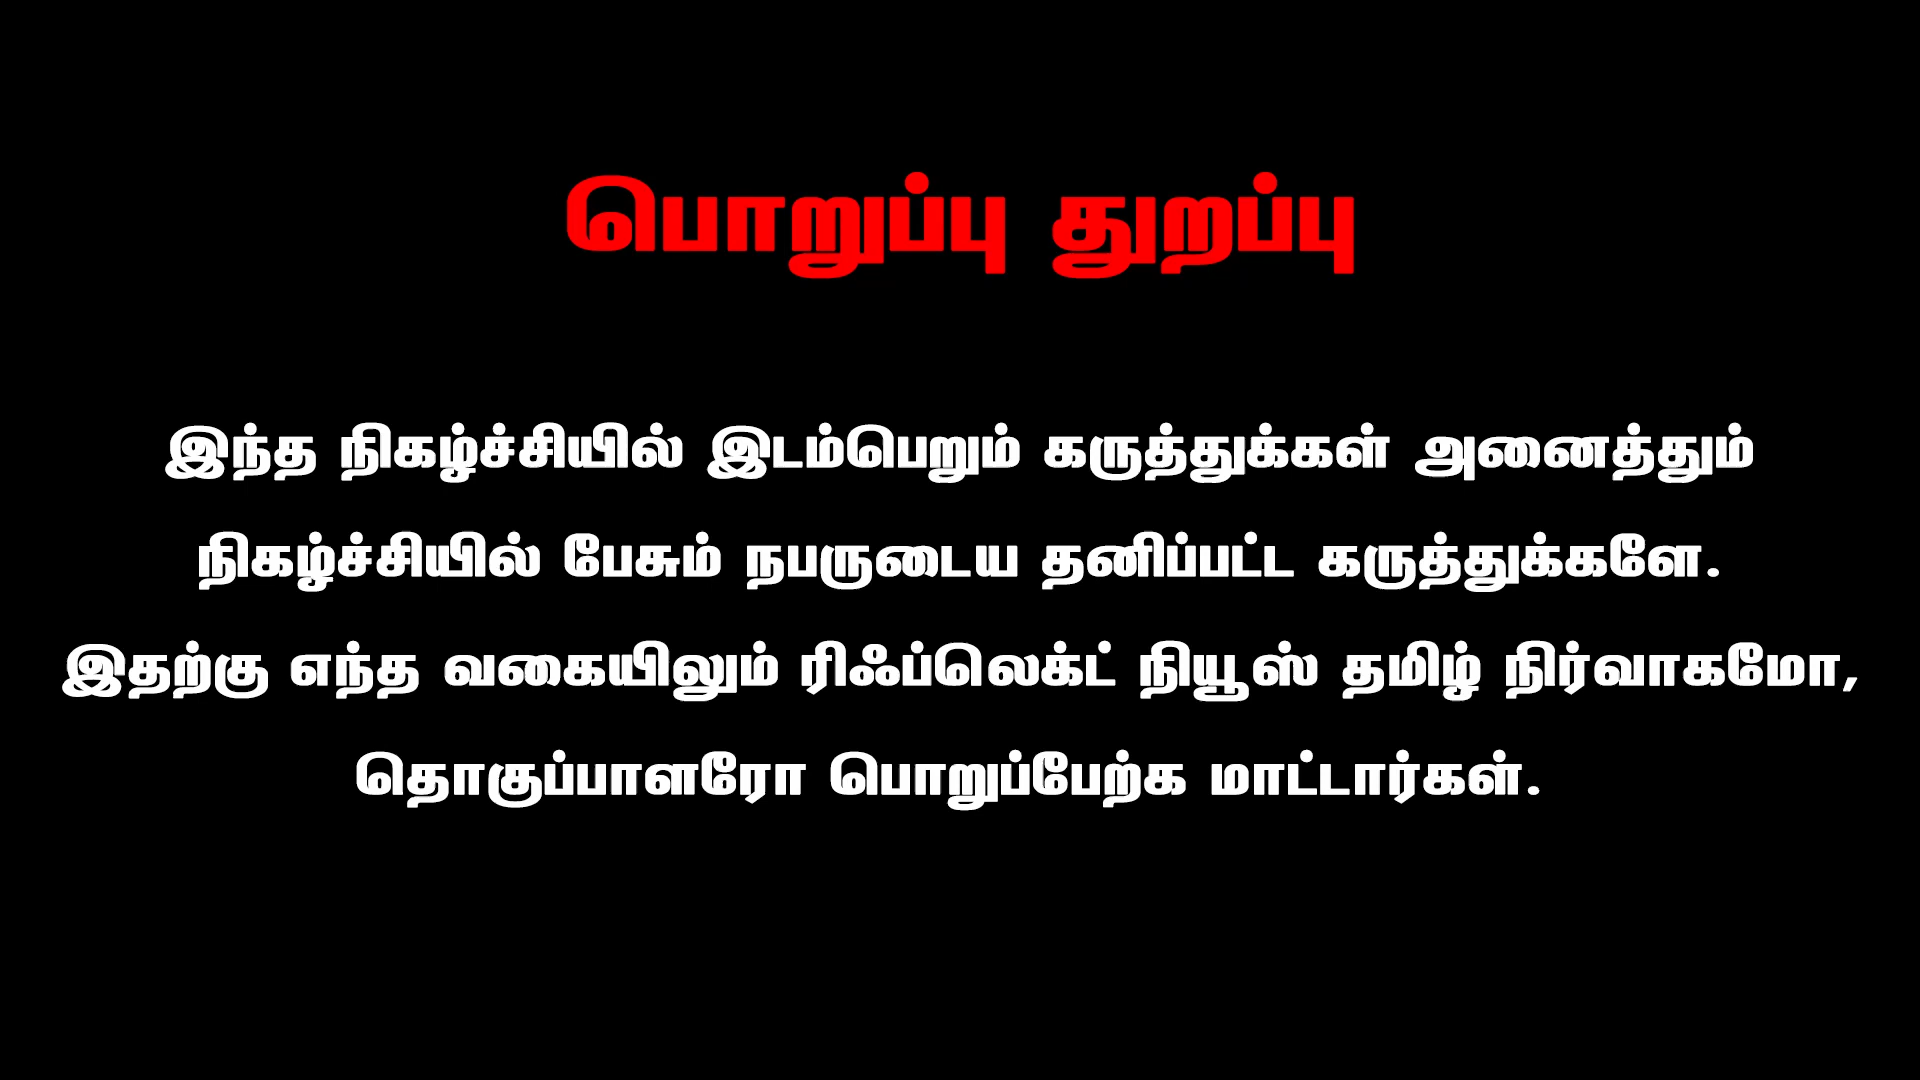 பொறுப்பு துறப்பு
இந்த நிகழ்ச்சியில் இடம்பெறும் கருத்துக்கள் அனைத்தும்
நிகழ்ச்சியில் பேசும் நபருடைய தனிப்பட்ட கருத்துக்களே.
இதற்கு எந்த வகையிலும் ரிஃப்லெக்ட் நியூஸ் தமிழ் நிர்வாகமோ,
தொகுப்பாளரோ பொறுப்பேற்க மாட்டார்கள்.